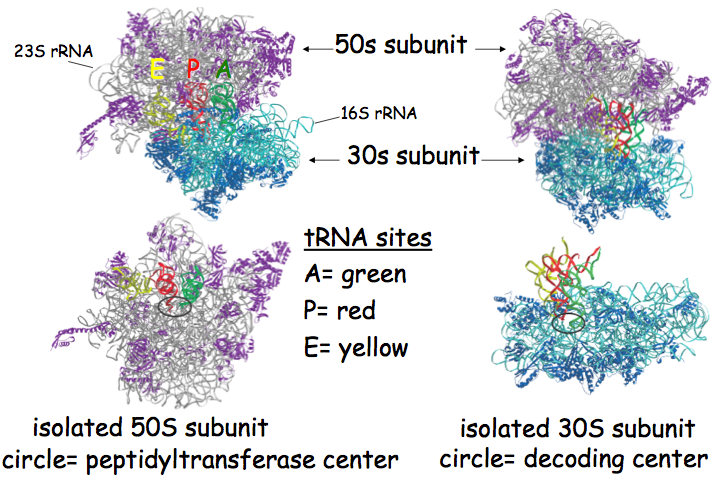 50s subunit
23S rRNA
E P A
16S rRNA
30s subunit
tRNA sites
A= green
P= red
E= yellow
isolated 50S subunit
circle= peptidyltransferase center
isolated 30S subunit
circle= decoding center